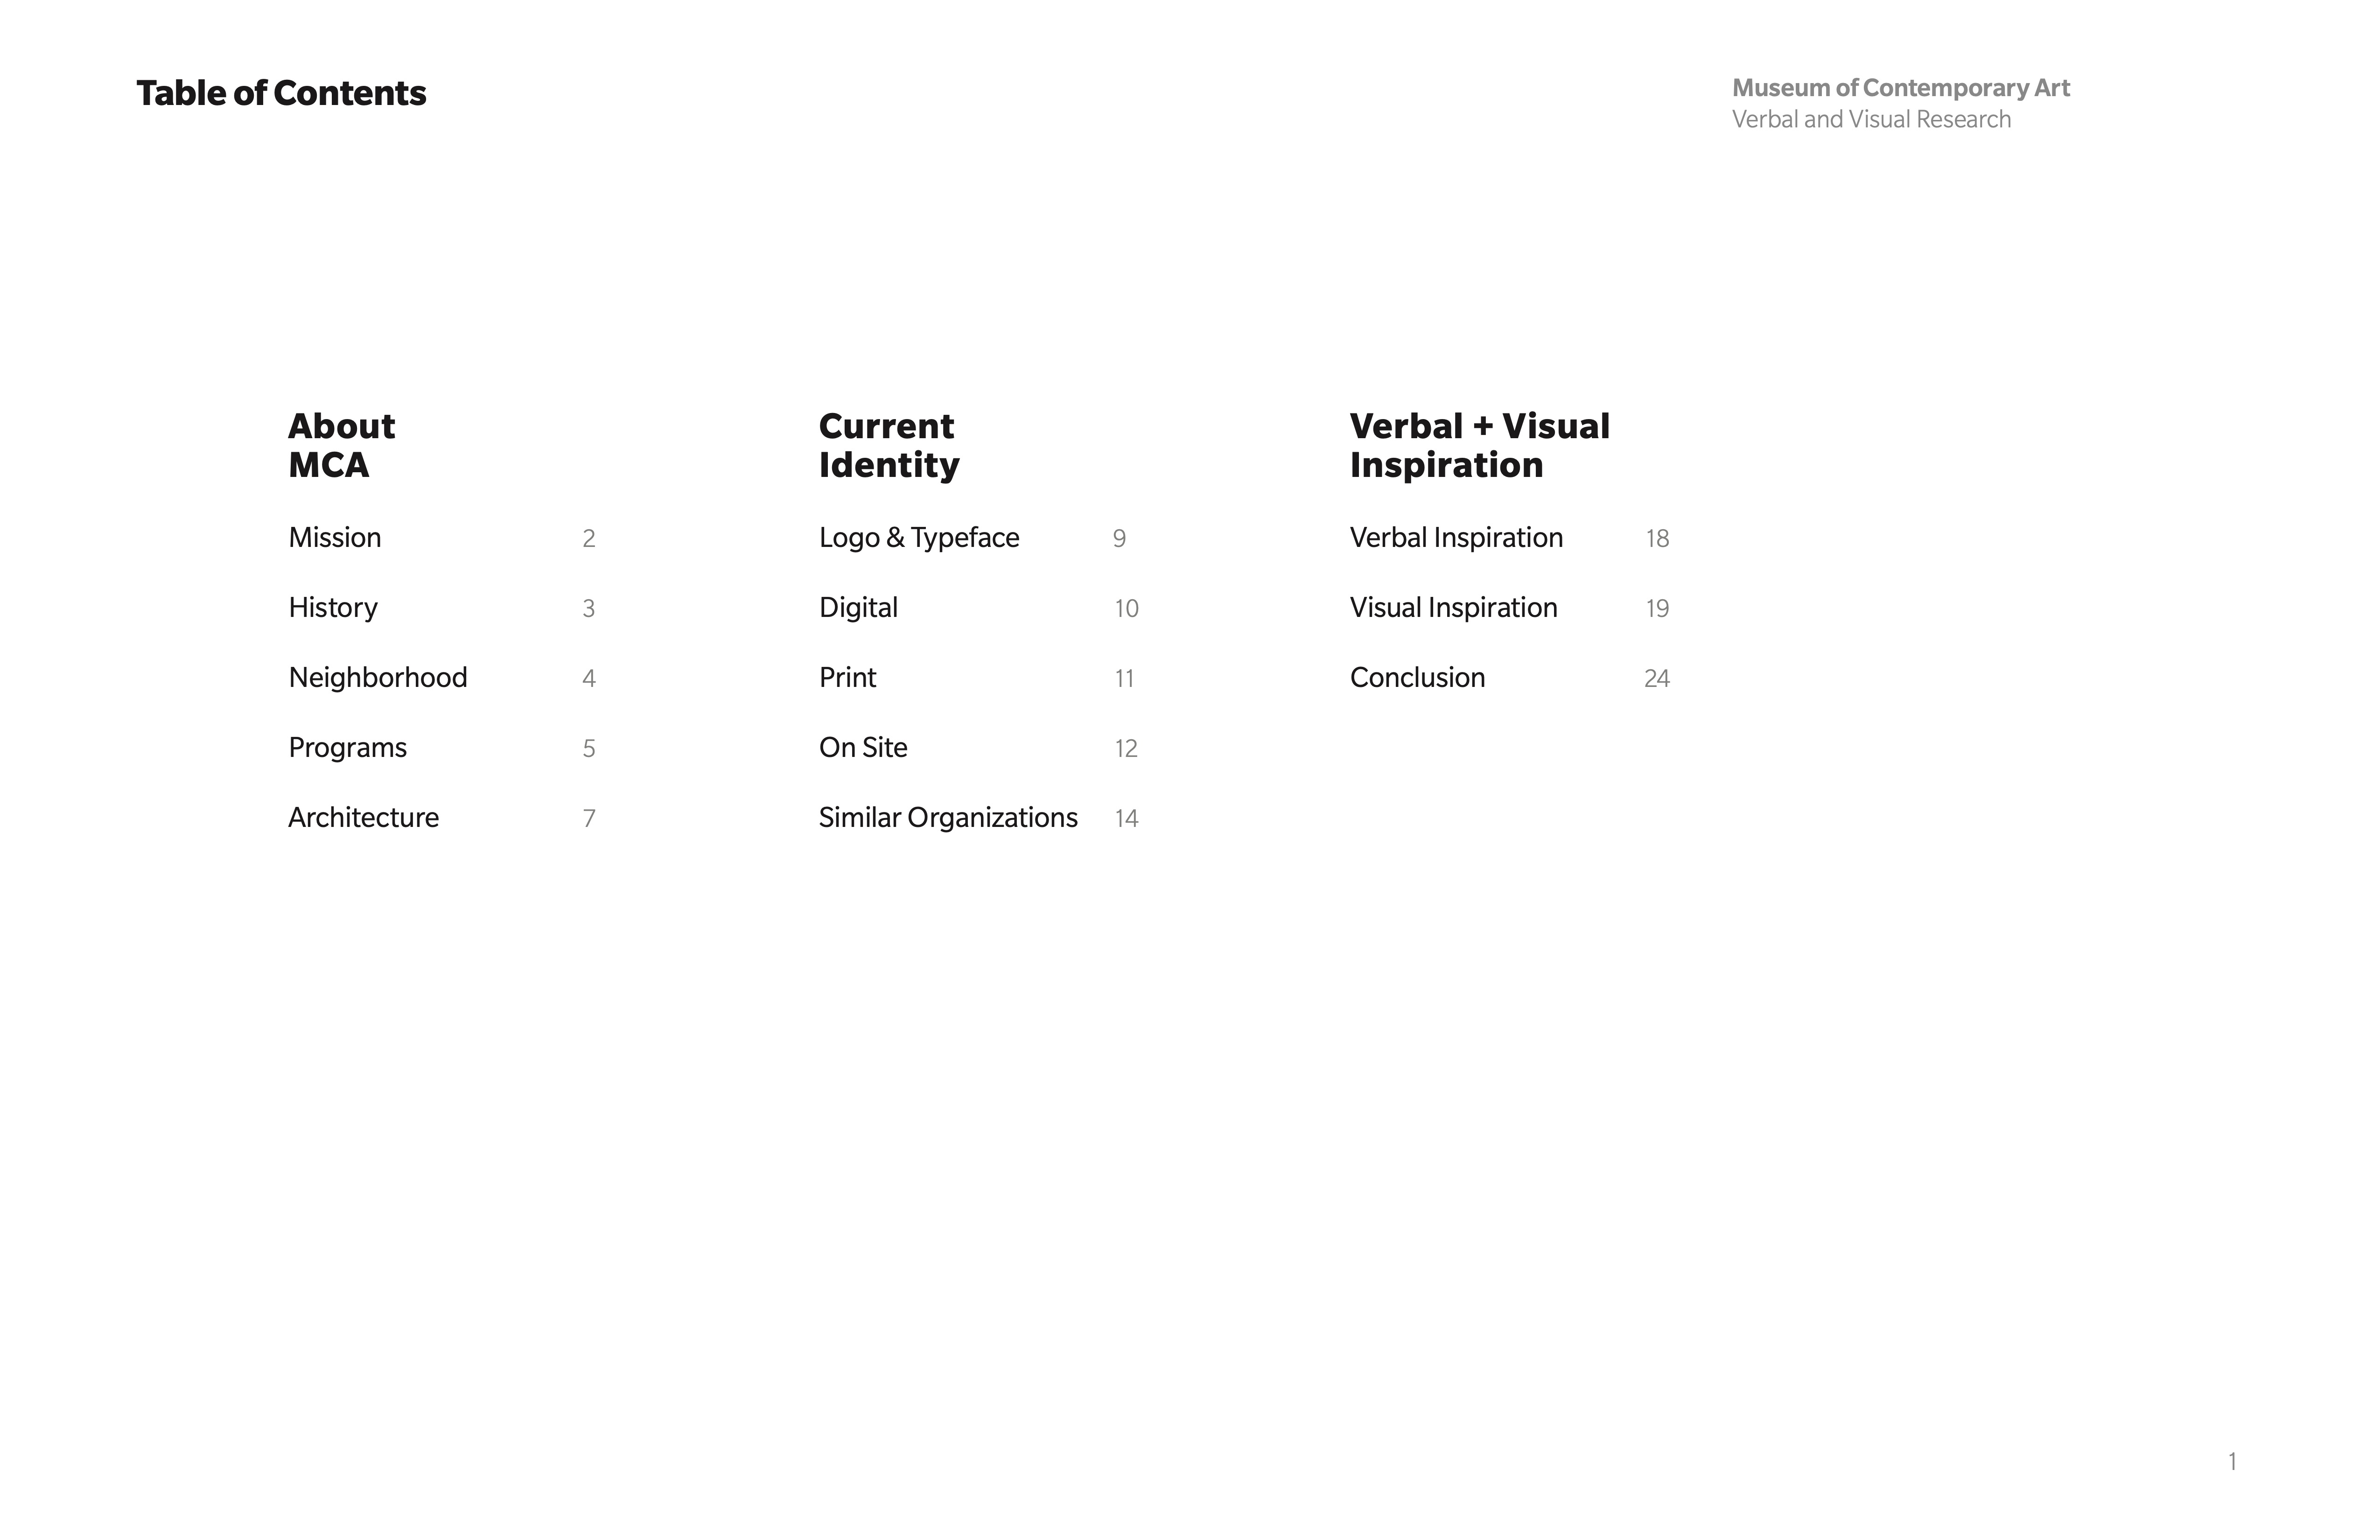 Table of Contents
Museum of Contemporary Art
Verbal and Visual Research
About
MCA
Mission 2
History 3
Neighborhood 4
Programs 5
Architecture 7
Current
Identity
Logo & Typeface 9
Digital 10
Print 11
On Site 12
Similar Organizations 14
Verbal + Visual
Inspiration
Verbal Inspiration 18
Visual Inspiration 19
Conclusion 24
1